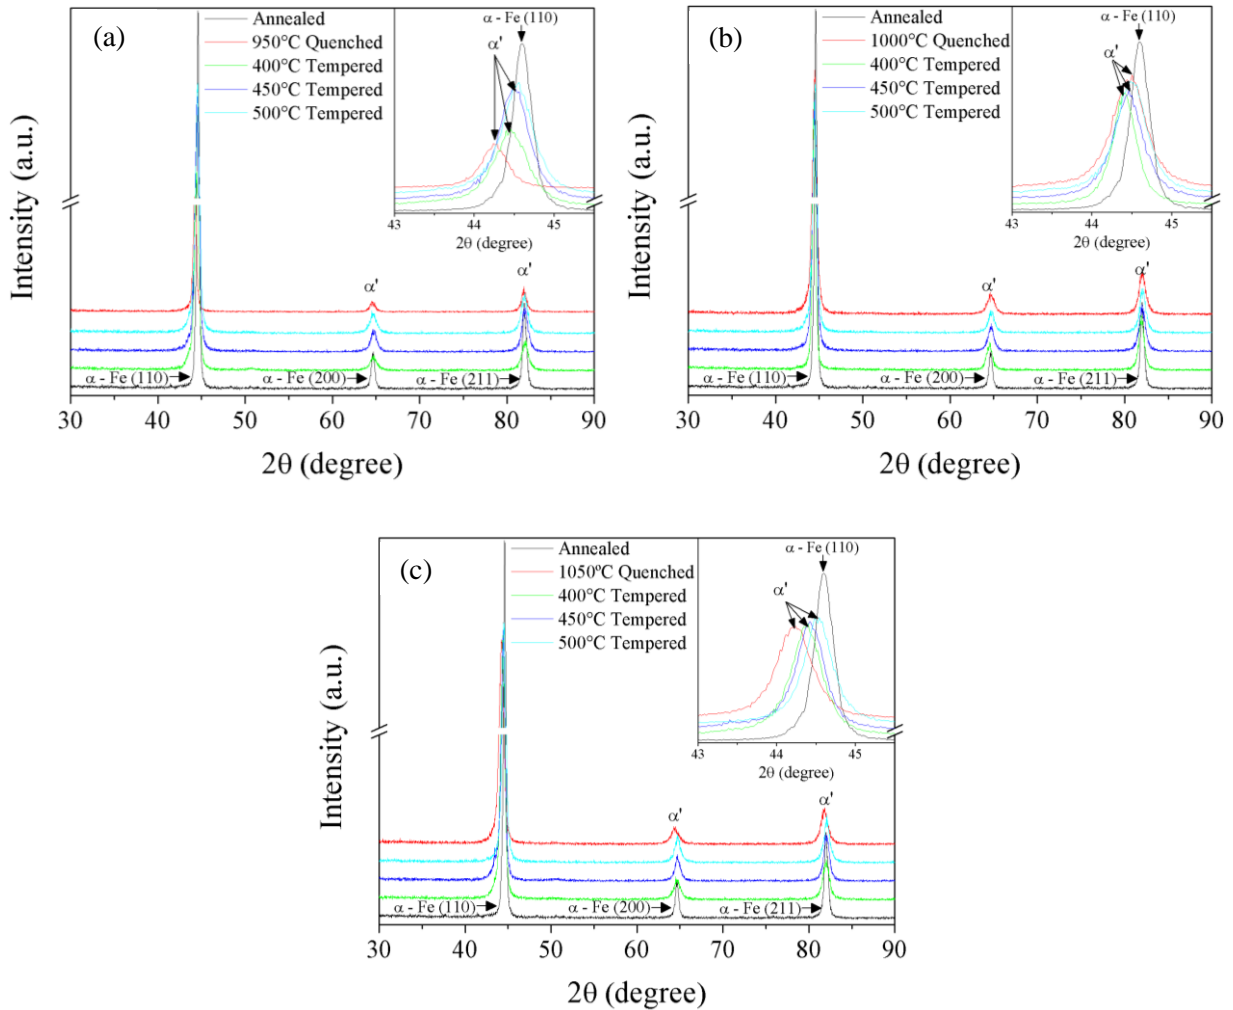 (a)
Annealed
950°C Quenched
400°C Tempered
450°C Tempered
500°C Tempered
α - Fe (110)
α'
43 44 45
2θ (degree)
Intensity (a.u.)
α'
α'
α - Fe (110)
α - Fe (200)
α - Fe (211)
30 40 50 60 70 80 90
2θ (degree)
(b)
Annealed
1000°C Quenched
400°C Tempered
450°C Tempered
500°C Tempered
α - Fe (110)
α'
43 44 45
2θ (degree)
Intensity (a.u.)
α'
α'
α - Fe (110)
α - Fe (200)
α - Fe (211)
30 40 50 60 70 80 90
2θ (degree)
(c)
Annealed
1050ºC Quenched
400°C Tempered
450°C Tempered
500°C Tempered
α - Fe (110)
α'
43 44 45
2θ (degree)
Intensity (a.u.)
α'
α'
α - Fe (110)
α - Fe (200)
α - Fe (211)
30 40 50 60 70 80 90
2θ (degree)